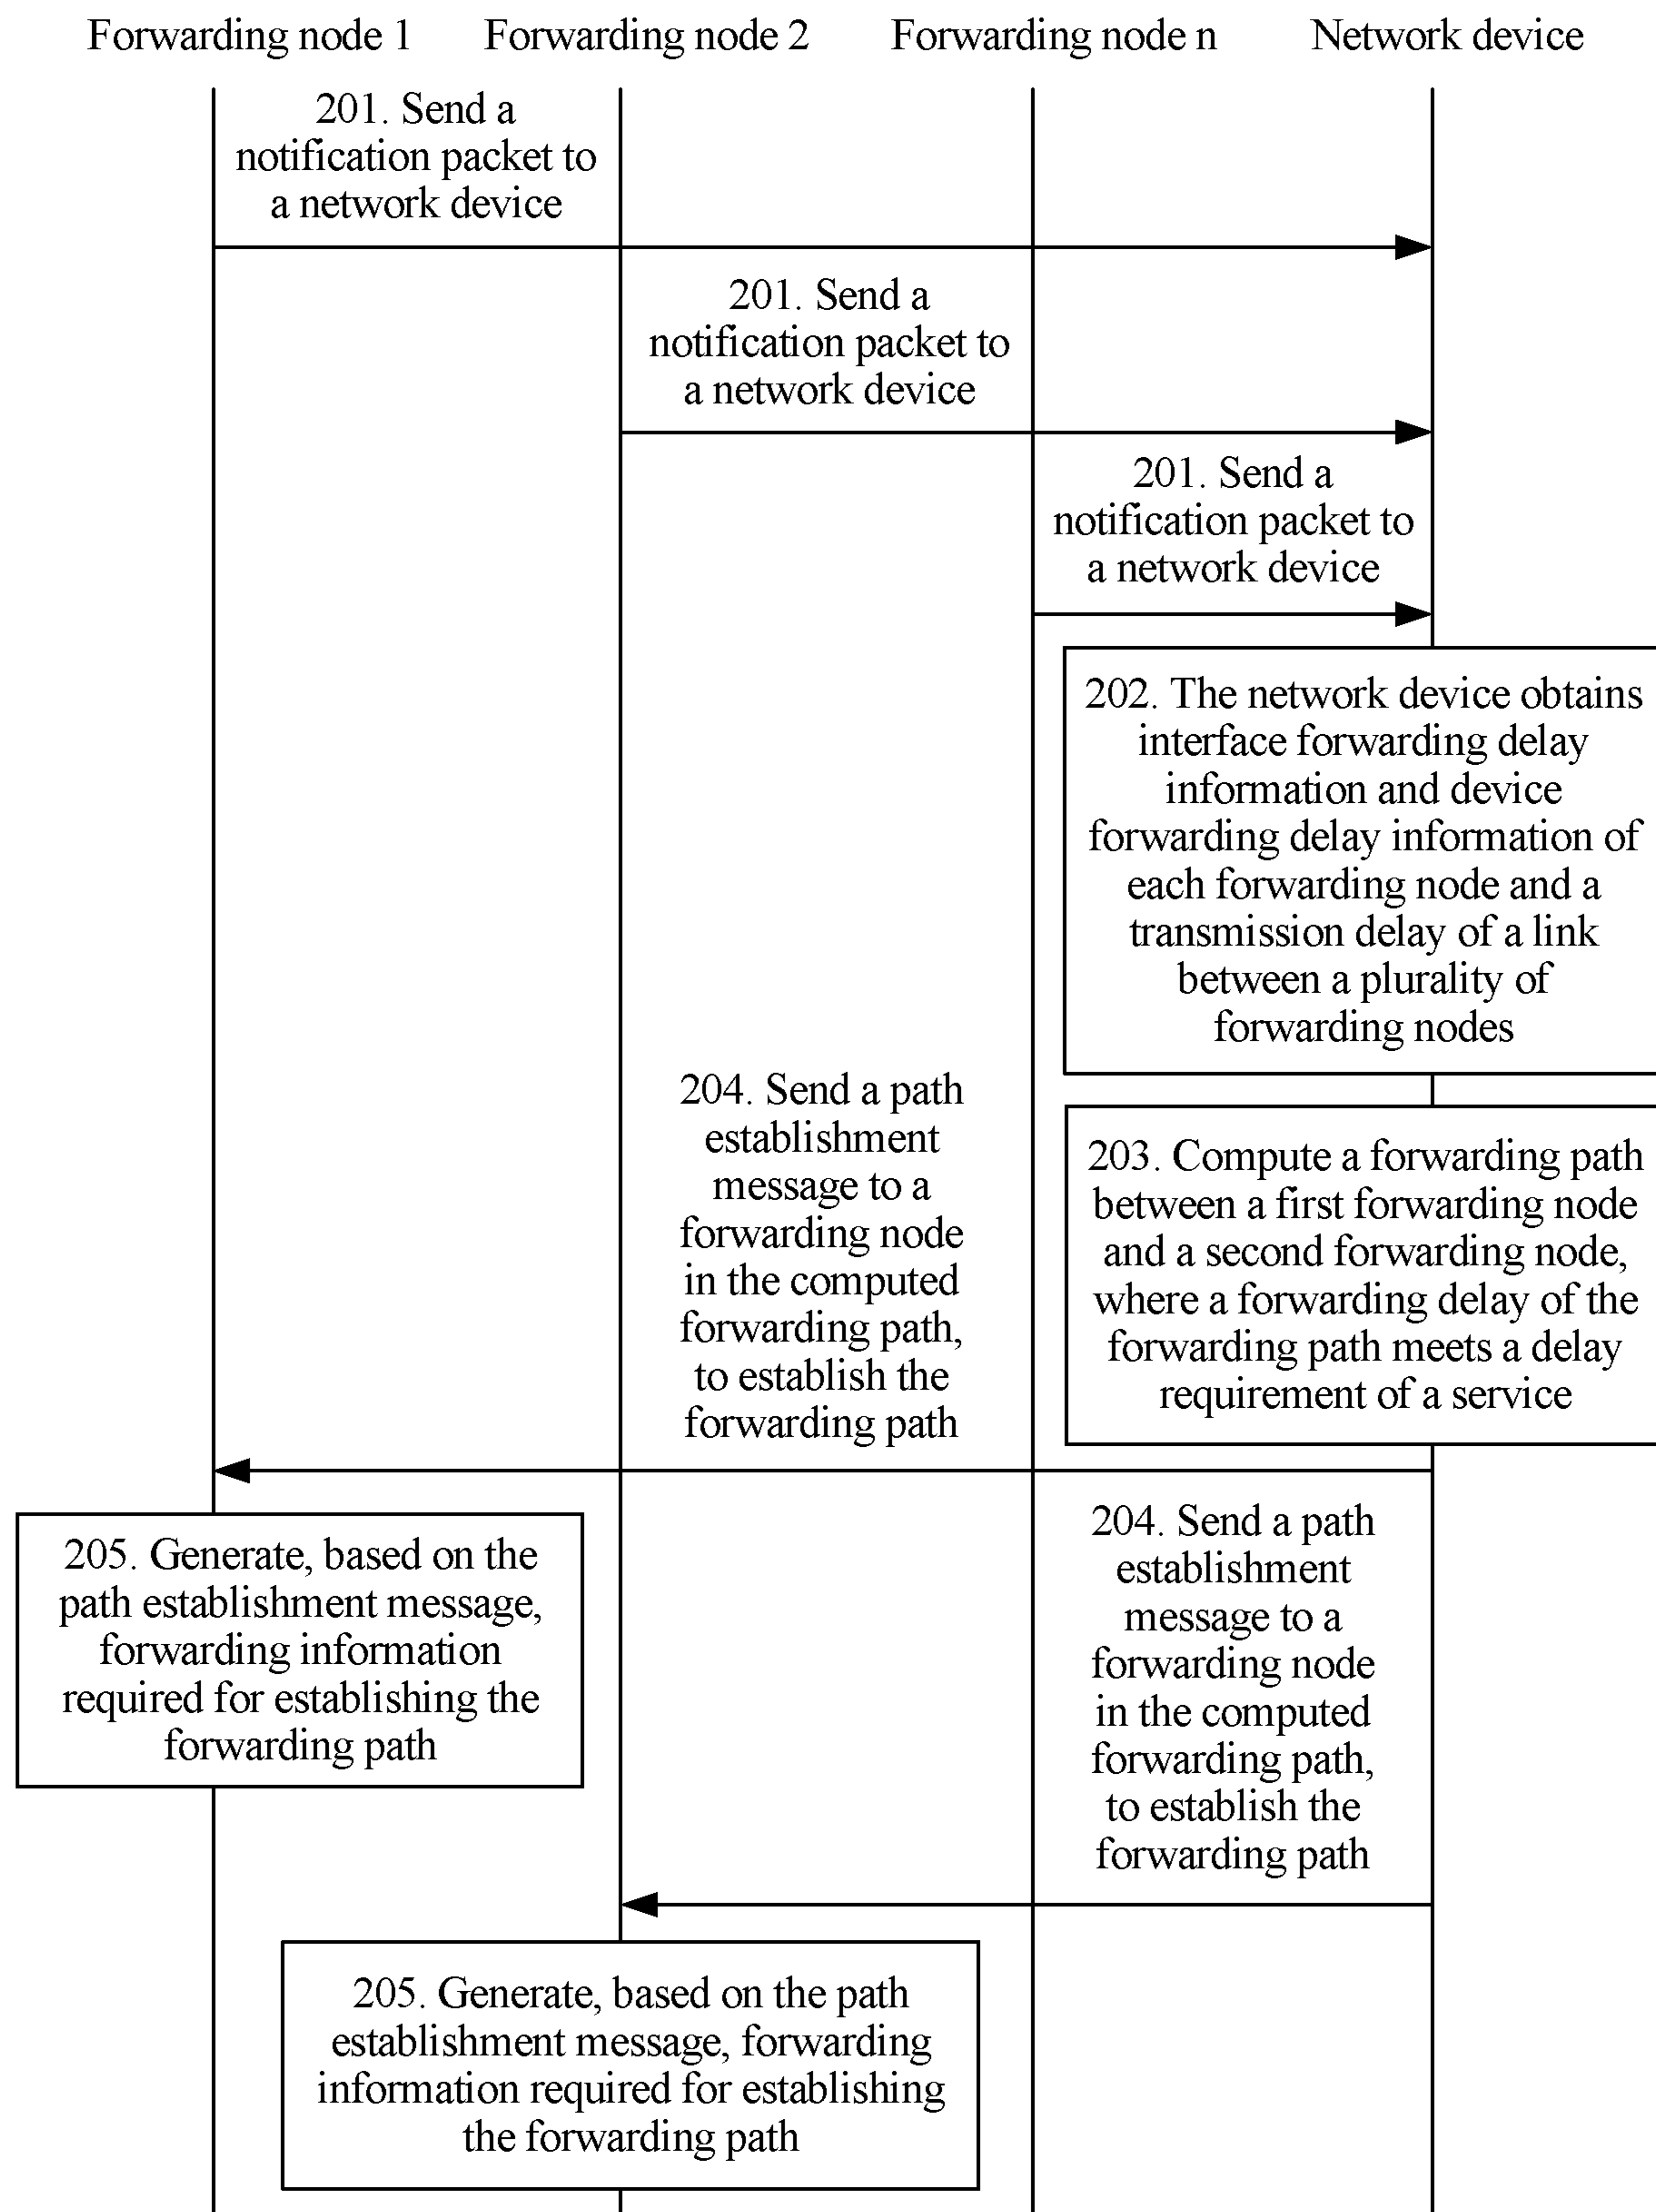 Forwarding node 1
Forwarding node 2
Forwarding node n
Network device
201. Send a
notification packet to
a network device
201. Send a
notification packet to
a network device
201. Send a
notification packet to
a network device
202. The network device obtains
interface forwarding delay
information and device
forwarding delay information of
each forwarding node and a
transmission delay of a link
between a plurality of
forwarding nodes
203. Compute a forwarding path
between a first forwarding node
and a second forwarding node,
where a forwarding delay of the
forwarding path meets a delay
requirement of a service
204. Send a path
establishment
message to a
forwarding node
in the computed
forwarding path,
to establish the
forwarding path
205. Generate, based on the
path establishment message,
forwarding information
required for establishing the
forwarding path
204. Send a path
establishment
message to a
forwarding node
in the computed
forwarding path,
to establish the
forwarding path
205. Generate, based on the path
establishment message, forwarding
information required for establishing
the forwarding path